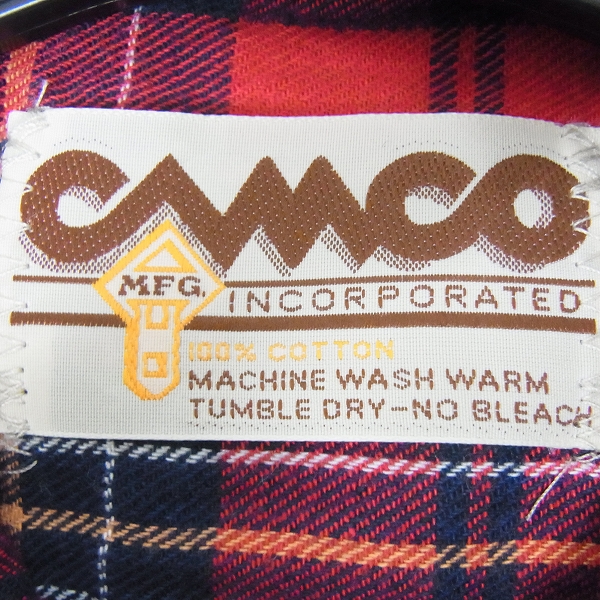 CAMCO
MFG. INCORPORATED
100% COTTON
MACHINE WASH WARM
TUMBLE DRY-NO BLEACH